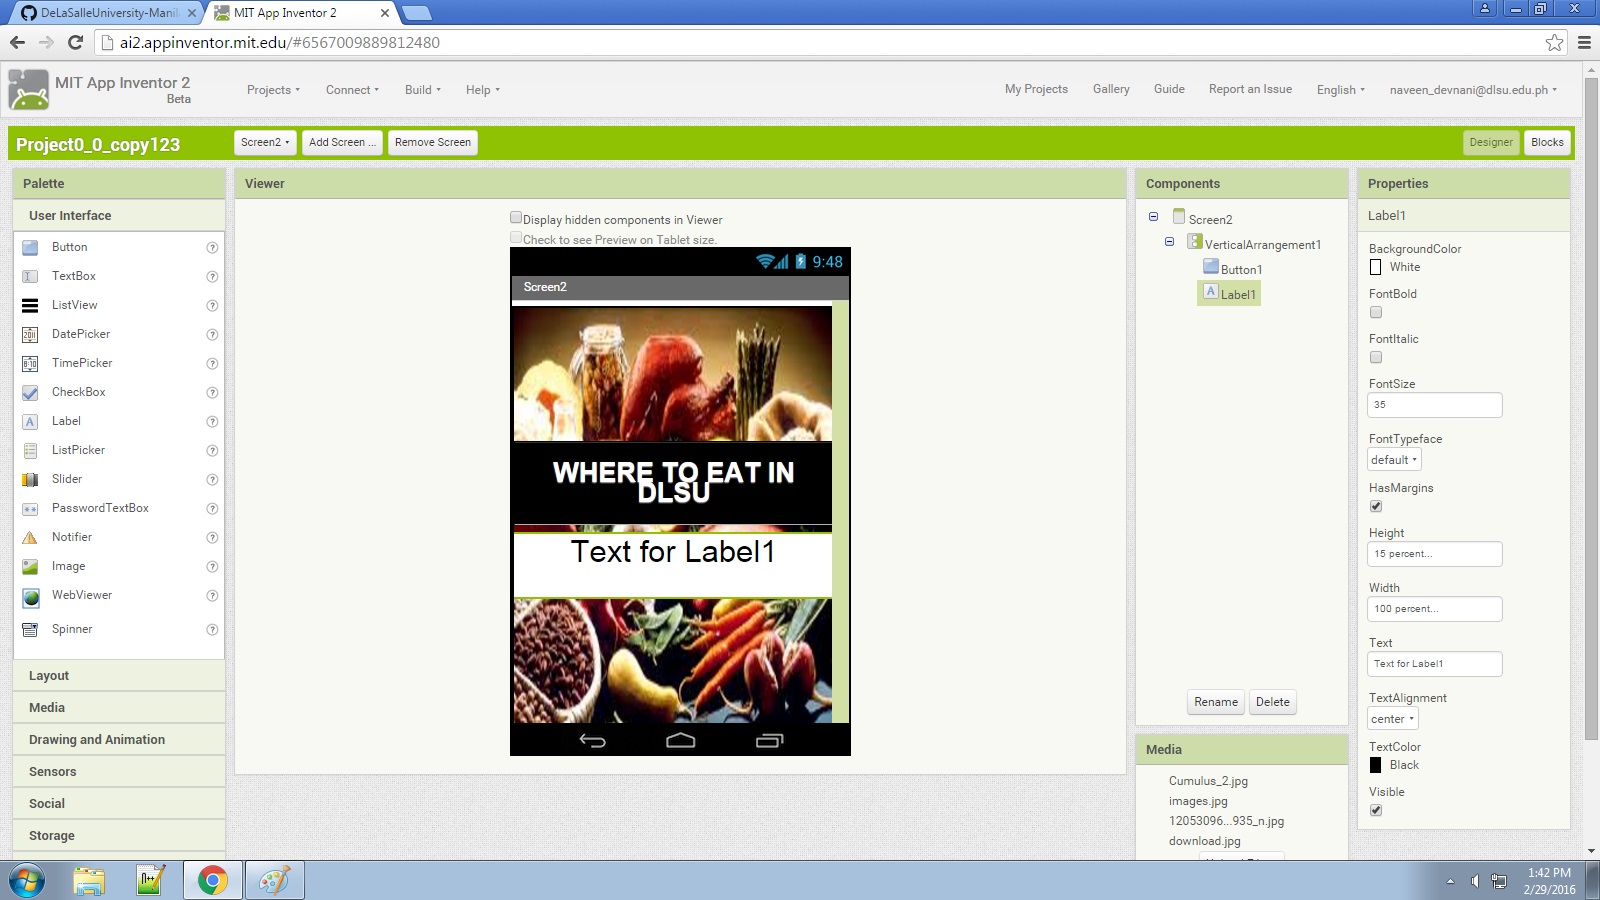 DeLaSalleUniversity-Manil
MIT App Inventor 2
ai2.appinventor.mit.edu/#6567009889812480
MIT App Inventor 2
Beta
Projects
Connect
Build
Help
My Projects
Gallery
Guide
Report an Issue
English
naveen_devnani@dlsu.edu.ph
Project0_0_copy123
Screen2
Add Screen ...
Remove Screen
Designer
Blocks
Palette
User Interface
Button
TextBox
ListView
DatePicker
TimePicker
CheckBox
Label
ListPicker
Slider
PasswordTextBox
Notifier
Image
WebViewer
Spinner
Layout
Media
Drawing and Animation
Sensors
Social
Storage
Viewer
Display hidden components in Viewer
Check to see Preview on Tablet size.
9:48
Screen2
WHERE TO EAT IN
DLSU
Text for Label1
Components
Screen2
VerticalArrangement1
Button1
Label1
Rename
Delete
Media
Cumulus_2.jpg
images.jpg
12053096...935_n.jpg
download.jpg
Properties
Label1
BackgroundColor
White
FontBold
FontItalic
FontSize
35
FontTypeface
default
HasMargins
Height
15 percent...
Width
100 percent...
Text
Text for Label1
TextAlignment
center
TextColor
Black
Visible
1:42 PM
2/29/2016